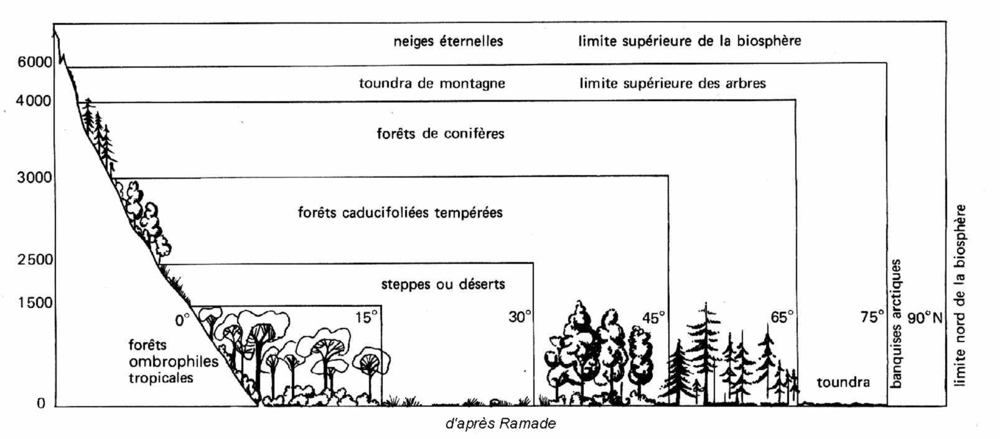 neiges éternelles
limite supérieure de la biosphère
6000
toundra de montagne
limite supérieure des arbres
4000
forêts de conifères
3000
forêts caducifoliées tempérées
2500
steppes ou déserts
1500
0°
15°
30°
45°
65°
75°
90°N
forêts
ombrophiles
tropicales
toundra
banquises arctiques
limite nord de la biosphère
0
d'après Ramade